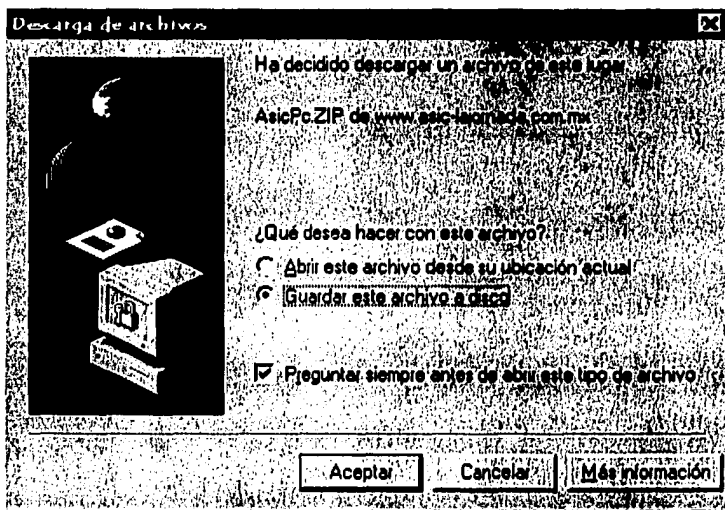 Descarga de archivos
Ha decidido descargar un archivo de este lugar
AsicPc.ZIP de www.asic-lajornada.com.mx
¿Qué desea hacer con este archivo?
Abrir este archivo desde su ubicación actual
Guardar este archivo a disco
Preguntar siempre antes de abrir este tipo de archivo
Aceptar
Cancelar
Más información